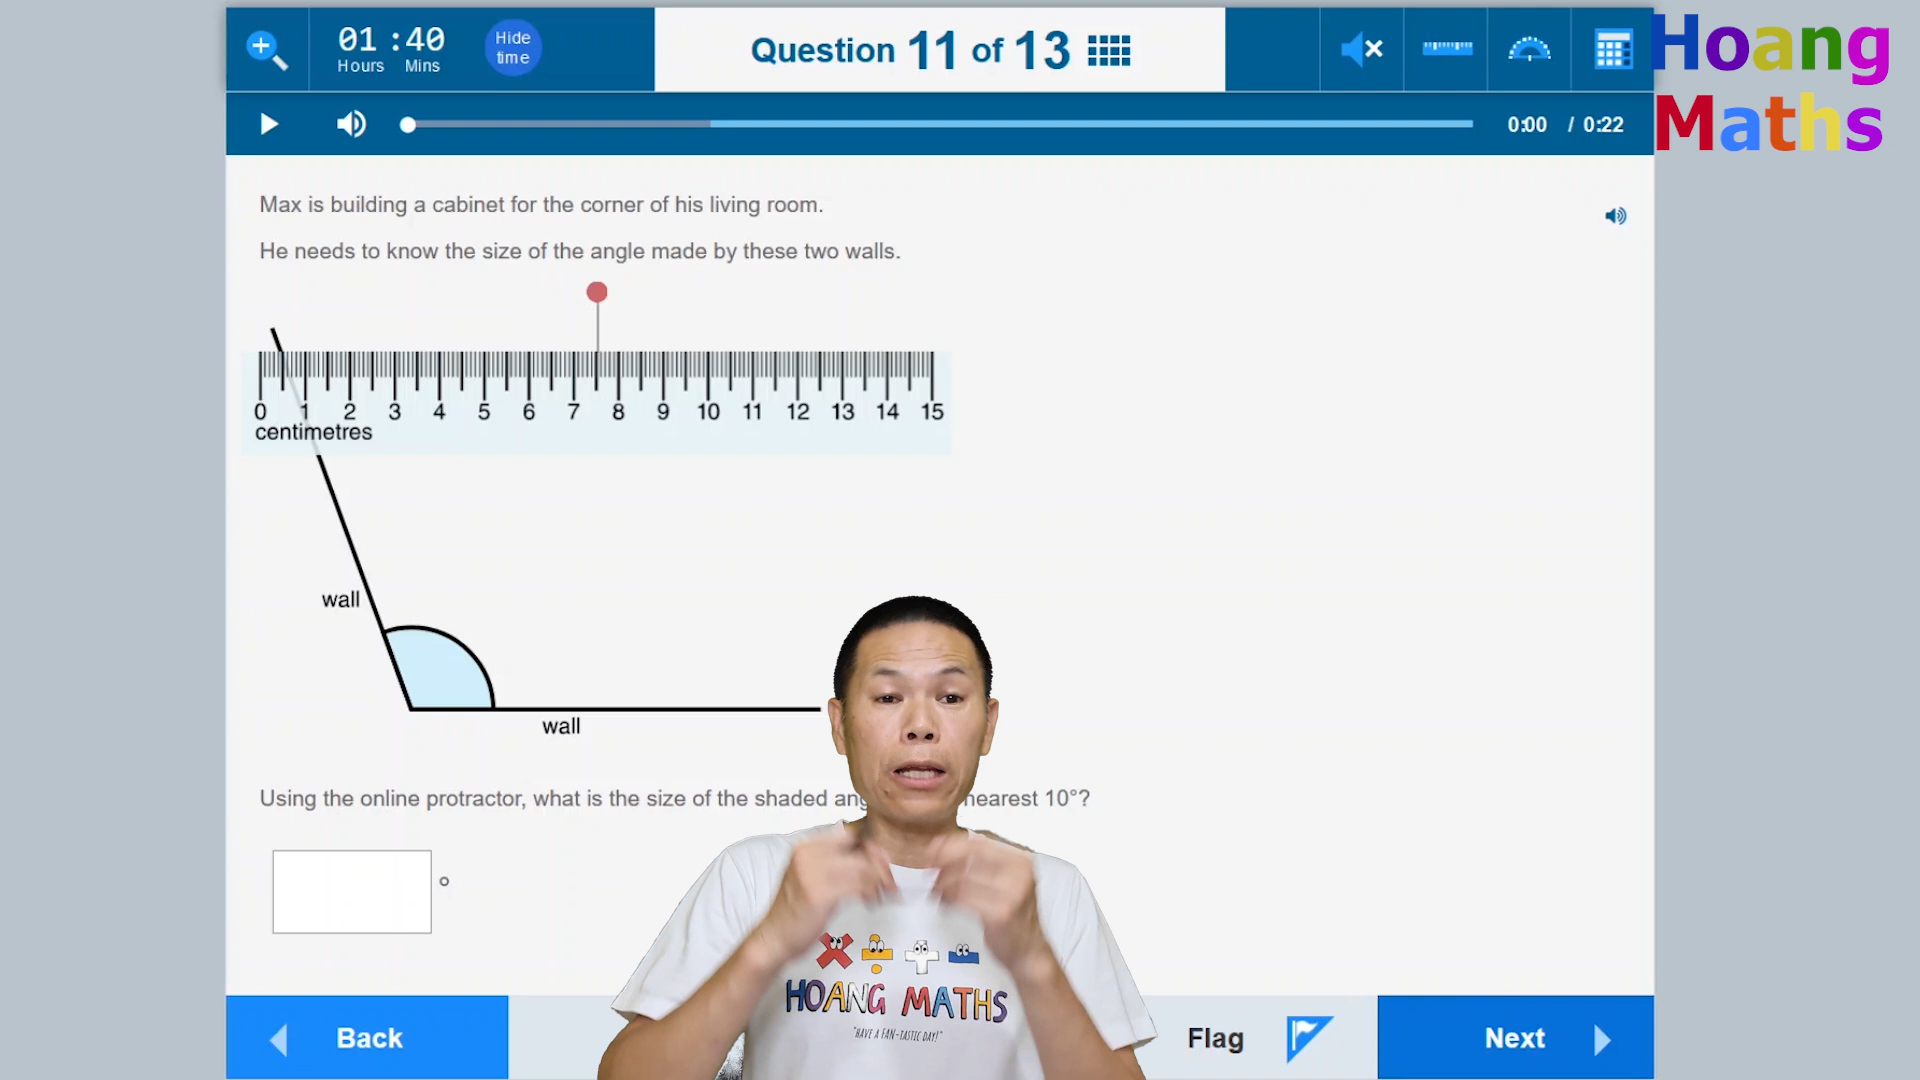 01 :40
Hours Mins
Hide time
Question 11 of 13
Hoang
Maths
0:00 / 0:22
Max is building a cabinet for the corner of his living room.
He needs to know the size of the angle made by these two walls.
0 1 2 3 4 5 6 7 8 9 10 11 12 13 14 15
centimetres
wall
wall
Using the online protractor, what is the size of the shaded nearest 10°?
°
HOANG MATHS
"HAVE A FAN-TASTIC DAY!"
Back
Flag
Next